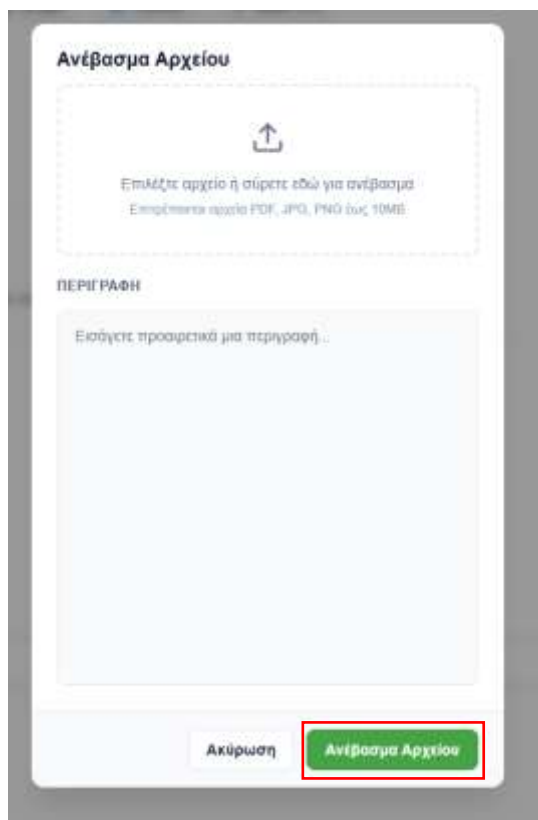 Ανέβασμα Αρχείου
Επιλέξτε αρχείο ή σύρετε εδώ για ανέβασμα
Επιτρέπονται αρχεία PDF, JPG, PNG έως 10MB
ΠΕΡΙΓΡΑΦΗ
Εισάγετε προαιρετικά μια περιγραφή...
Ακύρωση
Ανέβασμα Αρχείου